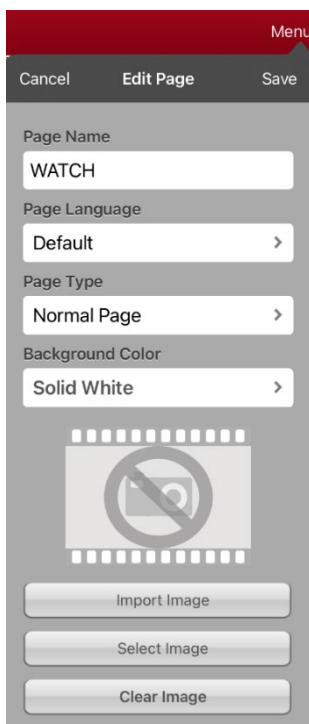 Menu
Cancel Edit Page Save
Page Name
WATCH
Page Language
Default
Page Type
Normal Page
Background Color
Solid White
Import Image
Select Image
Clear Image